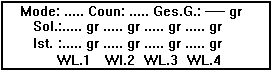 Mode: ..... Coun: ..... Ges.G.: ––– gr
Sol.:..... gr ..... gr ..... gr ..... gr
Ist. :..... gr ..... gr ..... gr ..... gr
WL.1 Wl.2 WL.3 WL.4